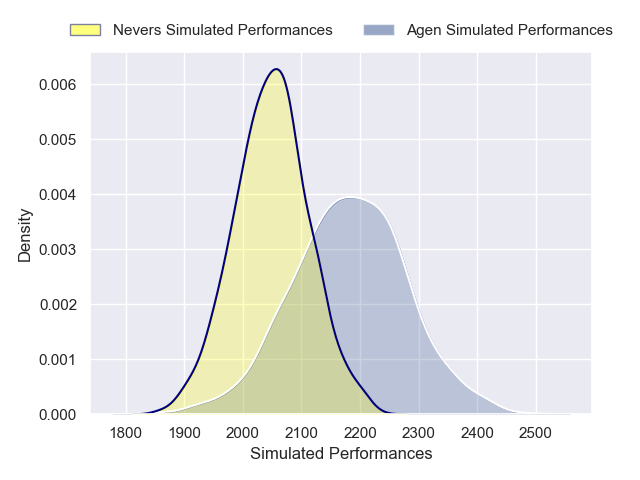 Nevers Simulated Performances Agen Simulated Performances
0.006
0.005
0.004
0.003
0.002
0.001
0.000
Density
1800 1900 2000 2100 2200 2300 2400 2500
Simulated Performances